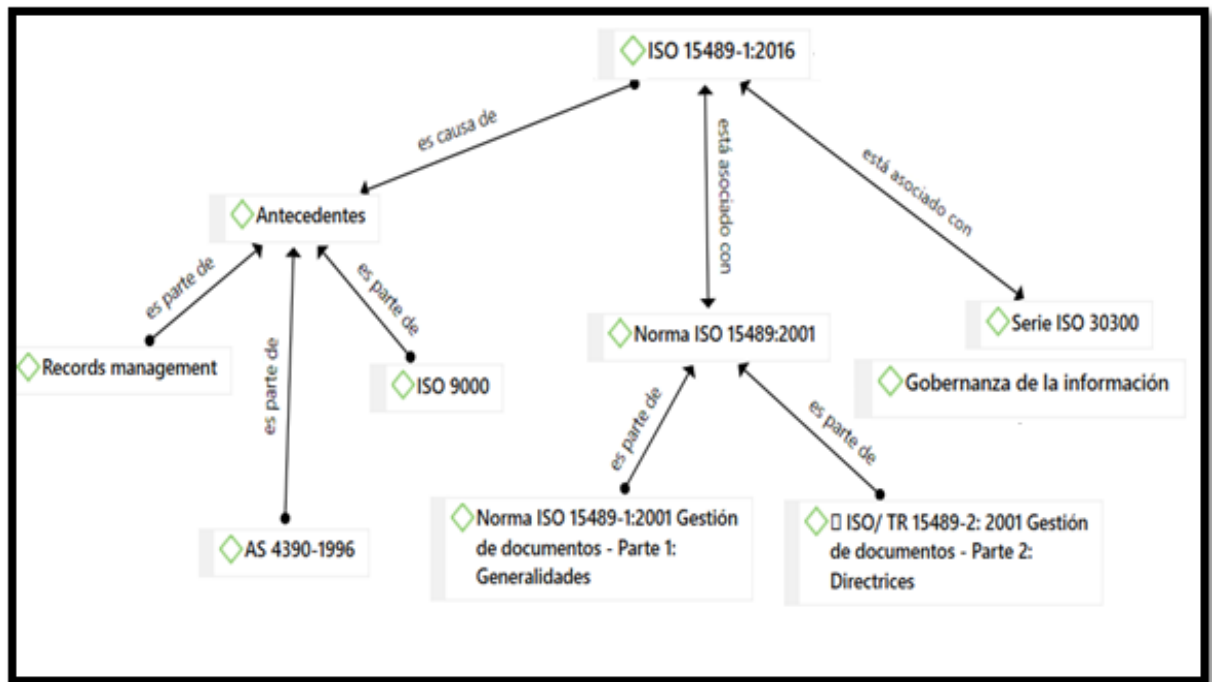 ISO 15489-1:2016
es causa de
está asociado con
está asociado con
Antecedentes
es parte de
es parte de
es parte de
Records management
ISO 9000
AS 4390-1996
Norma ISO 15489:2001
Serie ISO 30300
Gobernanza de la información
es parte de
es parte de
Norma ISO 15489-1:2001 Gestión
de documentos - Parte 1:
Generalidades
ISO/ TR 15489-2: 2001 Gestión
de documentos - Parte 2:
Directrices